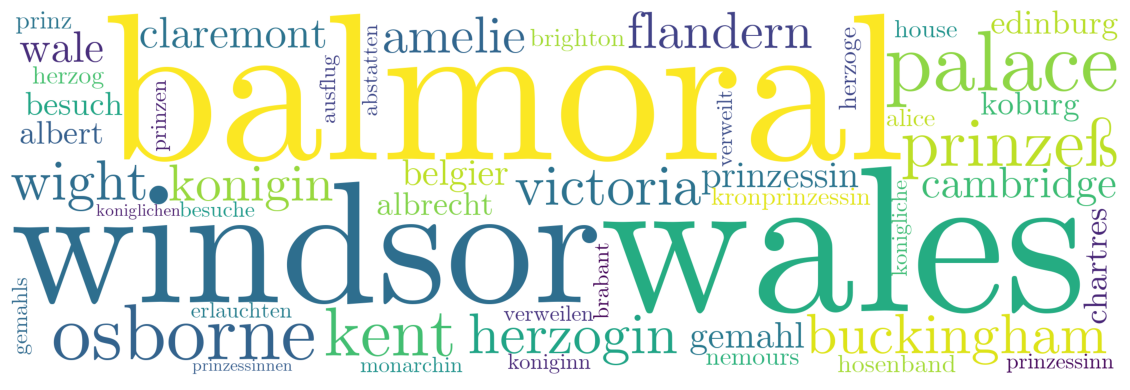 prinz
wale
herzog
besuch
albert
balmoral
claremont
prinzen
ausflug
abstatten
amelie
brighton
flandern
verweilt
herzoge
house
edinburg
palace
koburg
alice
prinzeß
wight
konigin
koniglichen
besuche
belgier
albrecht
victoria
prinzessin
kronprinzessin
cambridge
windsor
wales
konigliche
chartres
gemahls
erlauchten
osborne
prinzessinnen
kent
monarchin
brabant
verweilen
herzogin
koniginn
gemahl
nemours
buckingham
hosenband
prinzessinn